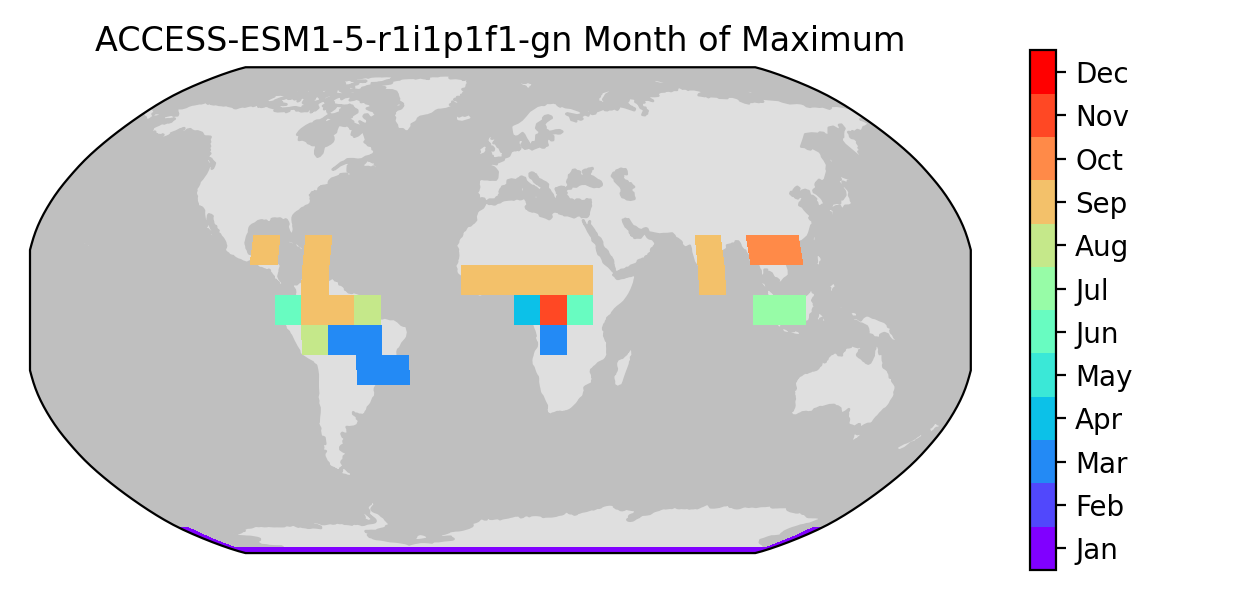 ACCESS-ESM1-5-r1i1p1f1-gn Month of Maximum
Dec
Nov
Oct
Sep
Aug
Jul
Jun
May
Apr
Mar
Feb
Jan